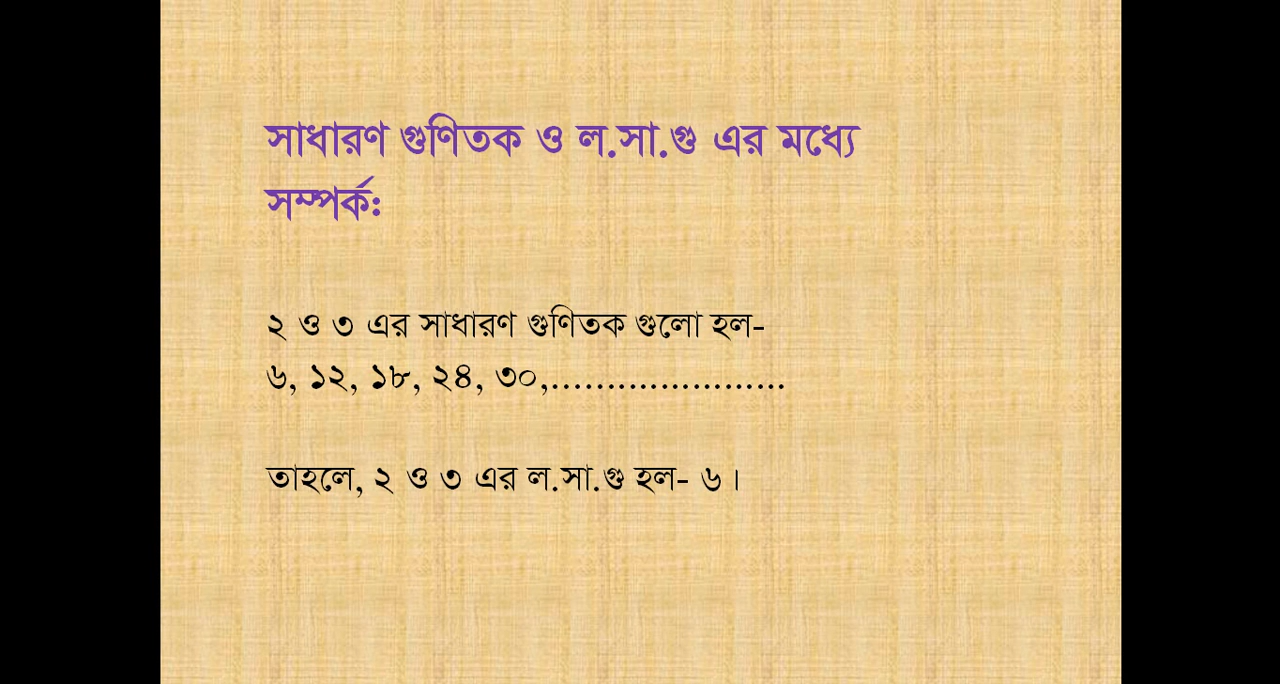 সাধারণ গুণিতক ও ল.সা.গু এর মধ্যে
সম্পর্ক:
২ ও ৩ এর সাধারণ গুণিতক গুলো হল-
৬, ১২, ১৮, ২৪, ৩০,......................
তাহলে, ২ ও ৩ এর ল.সা.গু হল- ৬।